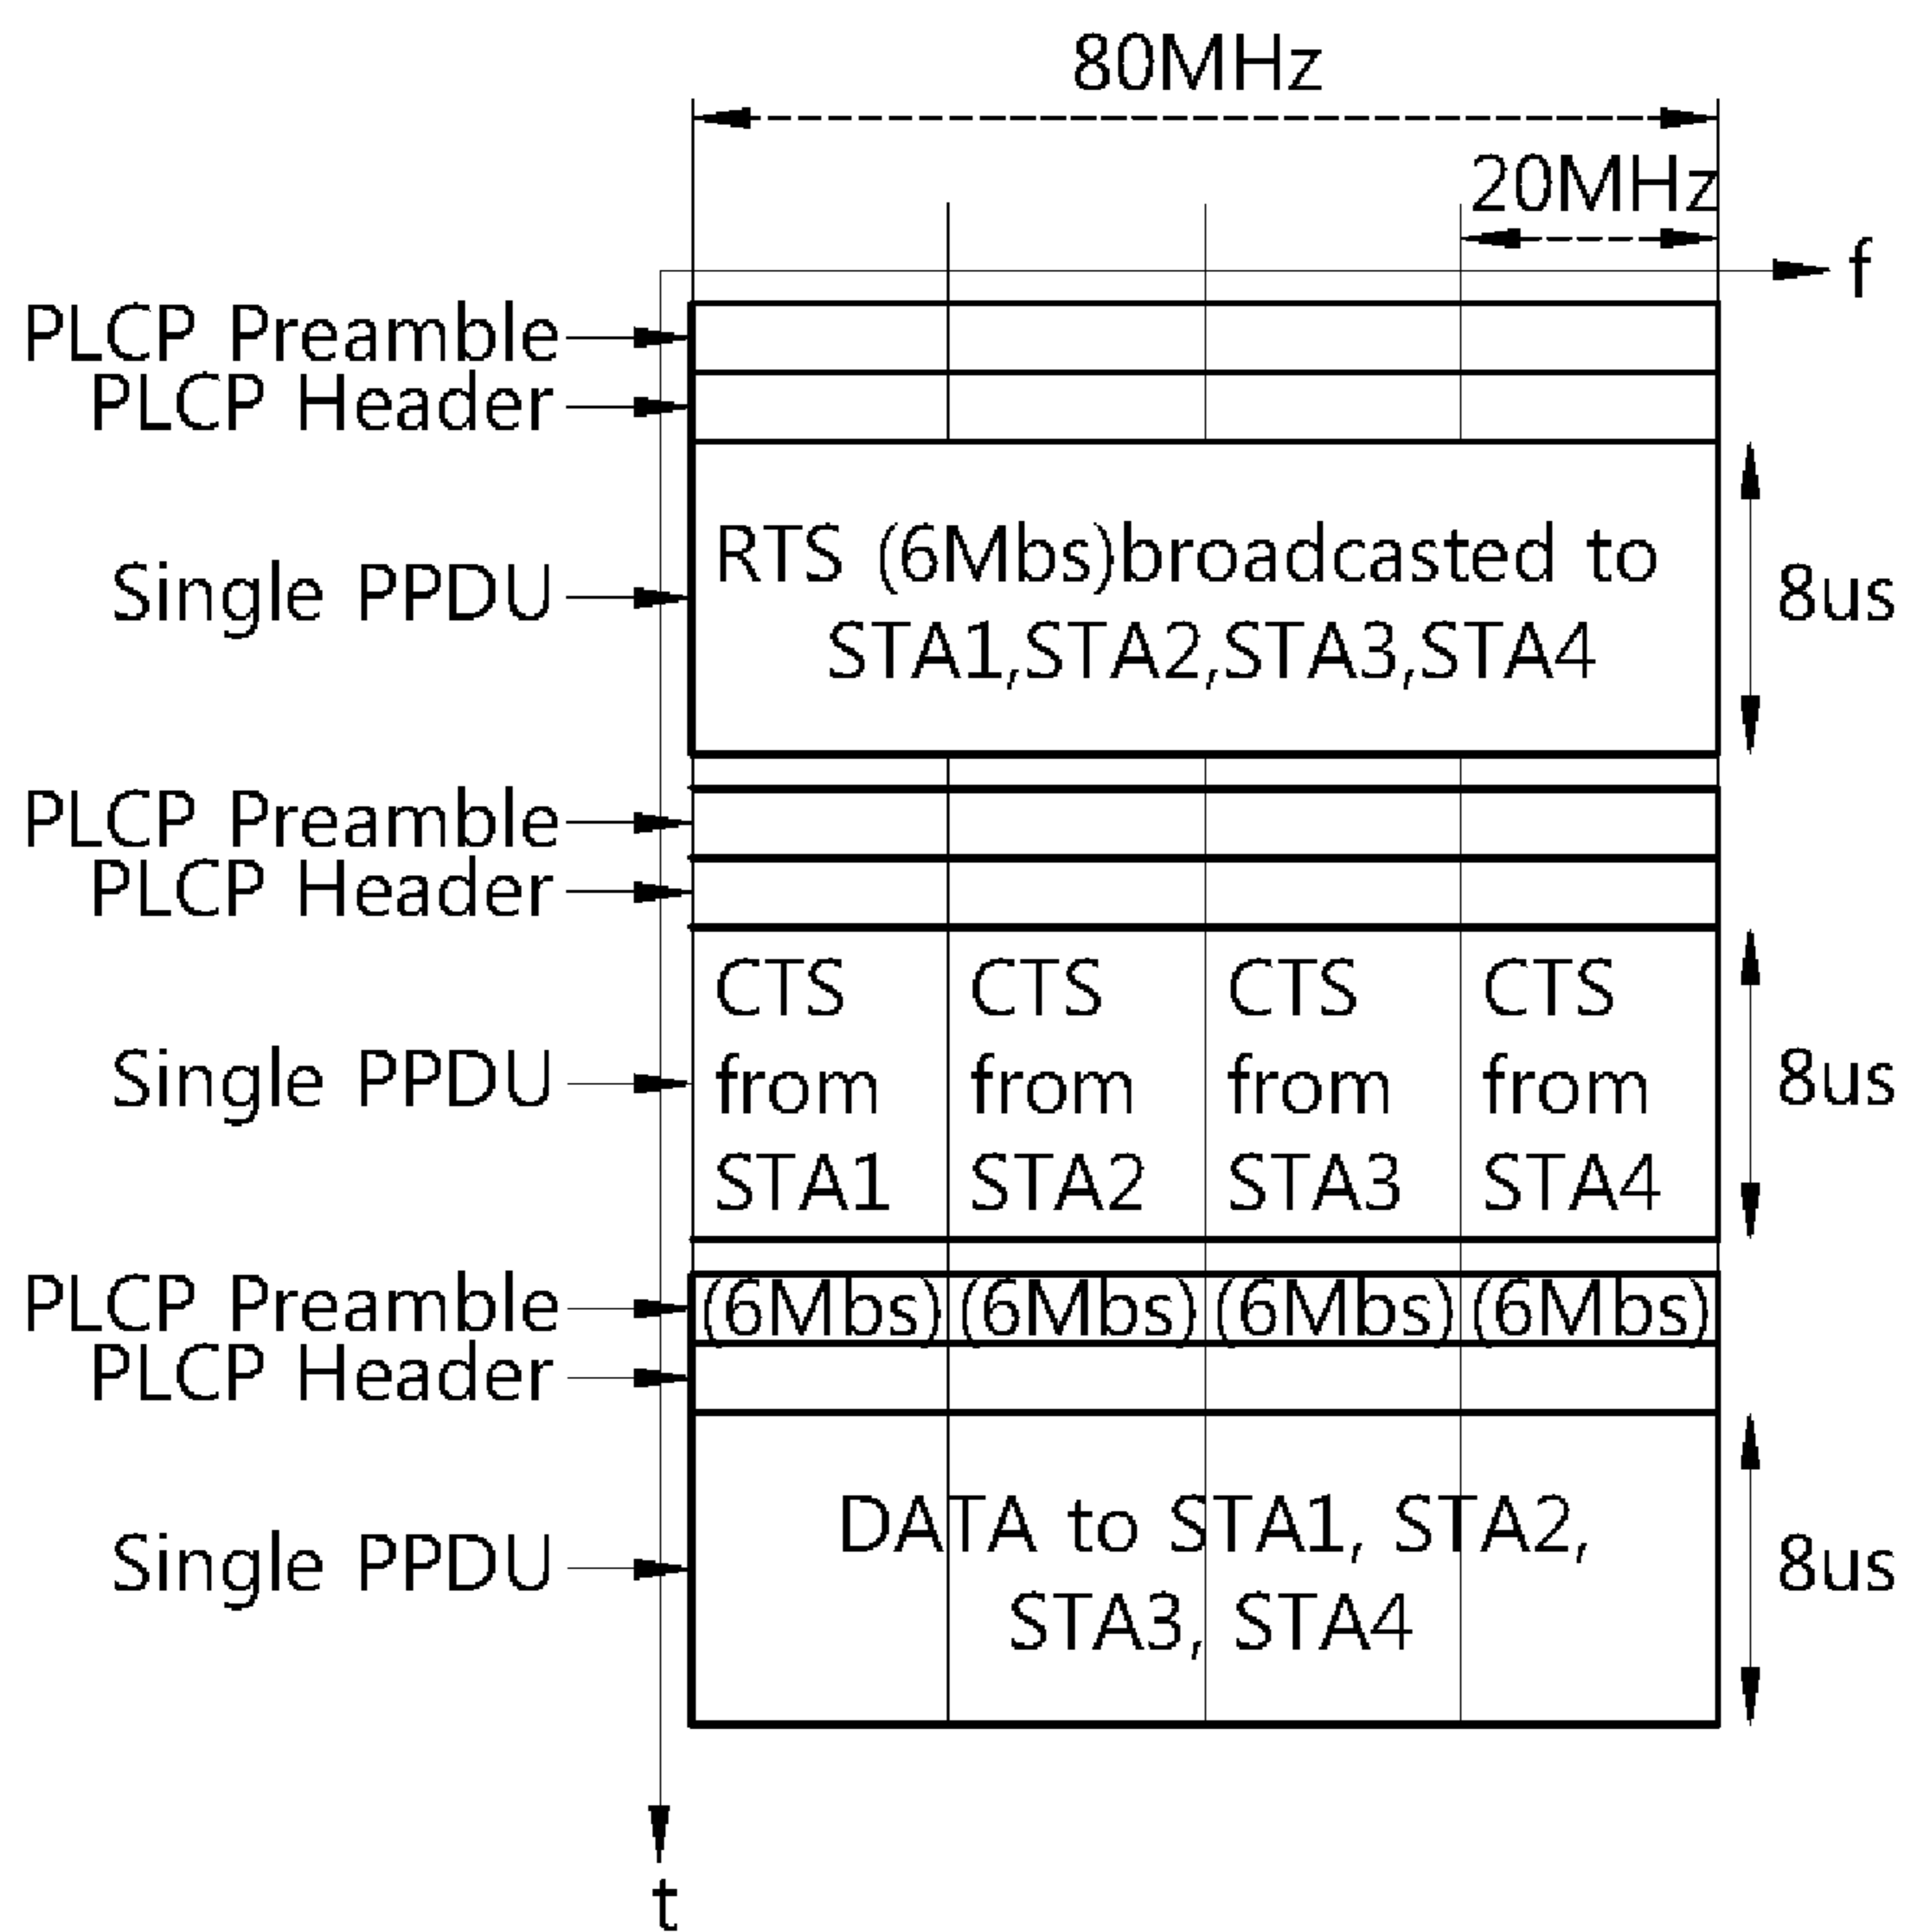 80MHz
20MHz
f
PLCP Preamble
PLCP Header
Single PPDU
RTS (6Mbs)broadcasted to
STA1,STA2,STA3,STA4
8us
PLCP Preamble
PLCP Header
Single PPDU
CTS from STA1
CTS from STA2
CTS from STA3
CTS from STA4
8us
PLCP Preamble
(6Mbs) (6Mbs) (6Mbs) (6Mbs)
PLCP Header
Single PPDU
DATA to STA1, STA2,
STA3, STA4
8us
t